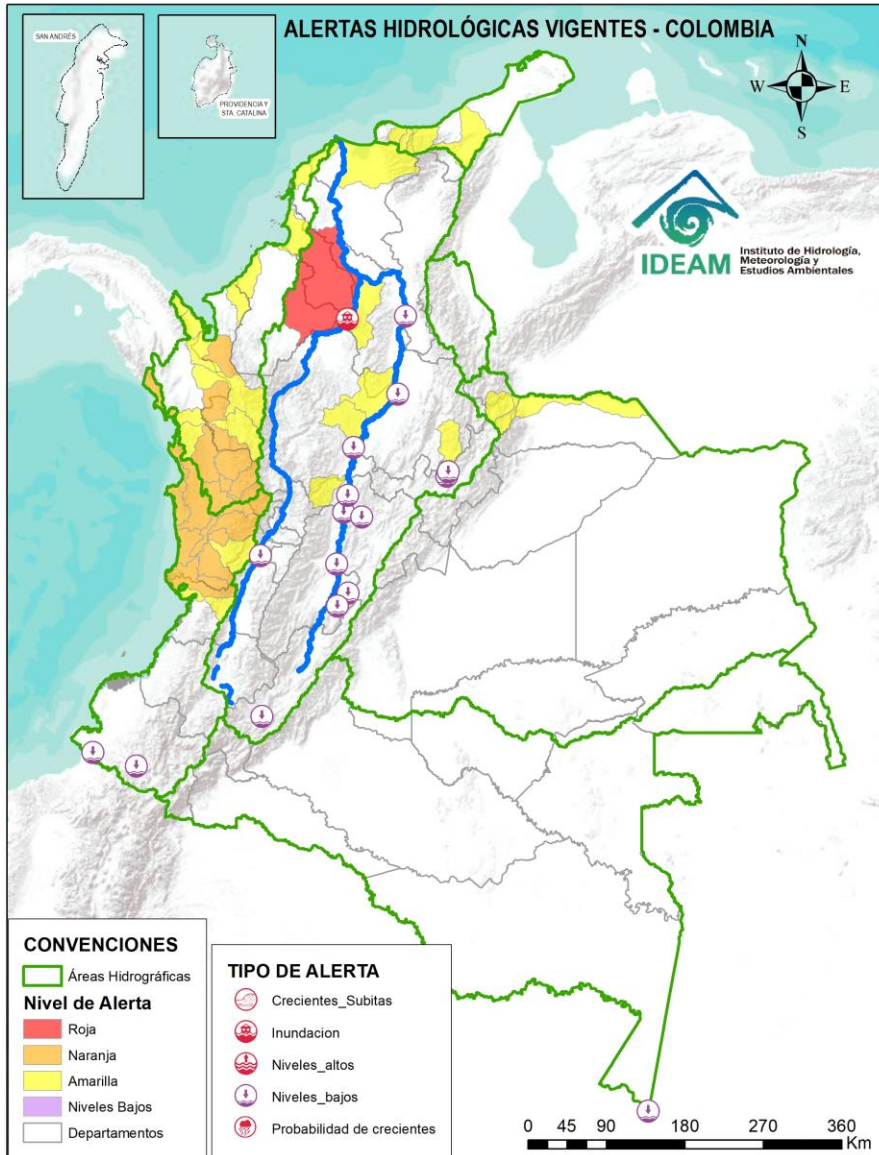 ALERTAS HIDROLÓGICAS VIGENTES - COLOMBIA
SAN ANDRÉS
PROVIDENCIA Y
STA. CATALINA
N
W
E
S
IDEAM
Instituto de Hidrología,
Meteorología y
Estudios Ambientales
CONVENCIONES
Áreas Hidrográficas
Nivel de Alerta
Roja
Naranja
Amarilla
Niveles Bajos
Departamentos
TIPO DE ALERTA
Crecientes_Subitas
Inundacion
Niveles_altos
Niveles_bajos
Probabilidad de crecientes
0 45 90 180 270 360
Km